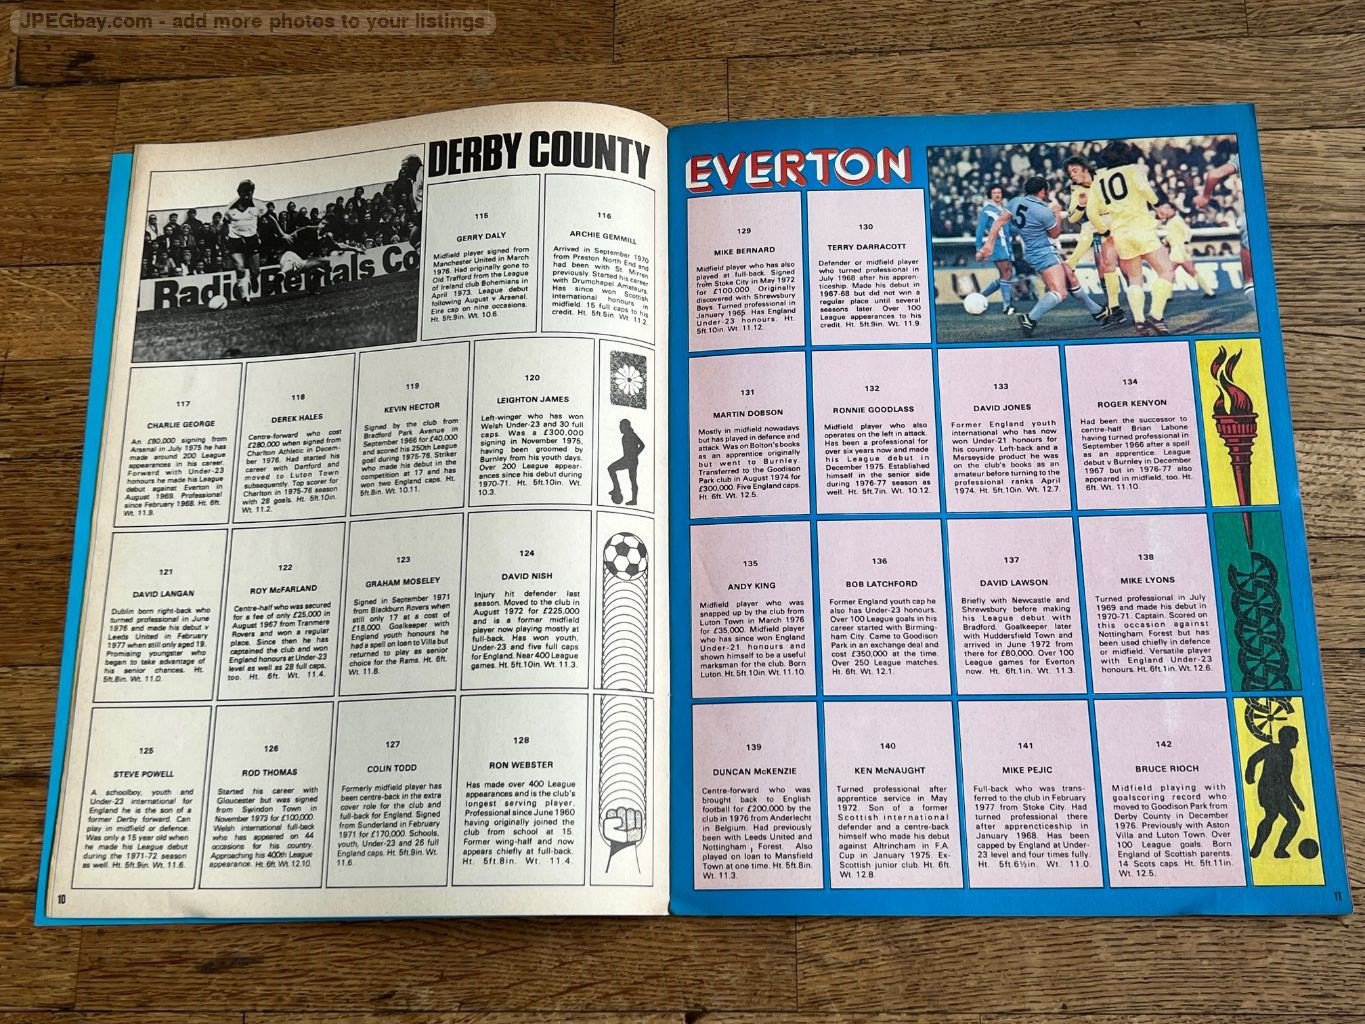 JPEGbay.com - add more photos to your listings
DERBY COUNTY
Radio Rentals Co
115
GERRY DALY
Midfield player signed from
Manchester United in March
1976. Had originally gone to
Old Trafford from the League
of Ireland club Bohemians in
April 1973. League debut
following August v Arsenal.
Eire cap on nine occasions.
Ht. 5ft.9in. Wt. 10.6.
116
ARCHIE GEMMILL
Arrived in September 1970
from Preston North End and
had been with St. Mirren
previously. Started his career
with Drumchapel Amateurs.
Has since won Scottish
international honours in
midfield. 15 full caps to his
credit. Ht. 5ft 5in. Wt. 11.2.
117
CHARLIE GEORGE
An £80,000 signing from
Arsenal in July 1975 he has
made around 200 League
appearances in his career.
Forward with Under-23
honours he made his League
debut against Everton in
August 1969. Professional
since February 1968. Ht. 6ft.
Wt. 11.9.
118
DEREK HALES
Centre-forward who cost
£280,000 when signed from
Charlton Athletic in Decem-
ber 1976. Had started his
career with Dartford and
moved to Luton Town
subsequently. Top scorer for
Charlton in 1975-76 season
with 28 goals. Ht. 5ft.10in.
Wt. 11.2.
119
KEVIN HECTOR
Signed by the club from
Bradford Park Avenue in
September 1966 for £40,000
and scored his 250th League
goal during 1975-76. Striker
who made his debut in the
competition at 17 and has
won two England caps. Ht.
5ft.8in. Wt. 10.11.
120
LEIGHTON JAMES
Left-winger who has won
Welsh Under-23 and 30 full
caps. Was a £300,000
signing in November 1975,
having been groomed by
Burnley from his youth days.
Over 200 League appear-
ances since his debut during
1970-71. Ht. 5ft.10in. Wt.
10.3.
121
DAVID LANGAN
Dublin born right-back who
turned professional in June
1976 and made his debut v
Leeds United in February
1977 when still only aged 19.
Promising youngster who
began to take advantage of
his senior chances. Ht.
5ft.8in. Wt. 11.0.
122
ROY McFARLAND
Centre-half who was secured
for a fee of only £25,000 in
August 1967 from Tranmere
Rovers and won a regular
place. Since then he has
captained the club and won
England honours at Under-23
level as well as 28 full caps,
too. Ht. 6ft. Wt. 11.4.
123
GRAHAM MOSELEY
Signed in September 1971
from Blackburn Rovers when
still only 17 at a cost of
£18,000. Goalkeeper with
England youth honours he
had a spell on loan to Villa but
returned to play as senior
choice for the Rams. Ht. 6ft.
Wt. 11.8.
124
DAVID NISH
Injury hit defender last
season. Moved to the club in
August 1972 for £225,000
and is a former midfield
player now playing mostly at
full-back. Has won youth,
Under-23 and five full caps
for England. Near 400 League
games. Ht. 5ft.10in. Wt. 11.3.
125
STEVE POWELL
A schoolboy, youth and
Under-23 international for
England he is the son of a
former Derby forward. Can
play in midfield or defence.
Was only a 15 year old when
he made his League debut
during the 1971-72 season
as well. Ht. 5ft.9in. Wt. 11.6.
126
ROD THOMAS
Started his career with
Gloucester but was signed
from Swindon Town in
November 1973 for £100,000.
Welsh international full-back
who has appeared on 44
occasions for his country.
Approaching his 400th League
appearance. Ht. 6ft. Wt. 12.10.
127
COLIN TODD
Formerly midfield player has
been centre-back in the extra
cover role for the club and
full-back for England. Signed
from Sunderland in February
1971 for £170,000. Schools,
youth, Under-23 and 26 full
England caps. Ht. 5ft.9in. Wt.
11.6.
128
RON WEBSTER
Has made over 400 League
appearances and is the club's
longest serving player.
Professional since June 1960
having originally joined the
club from school at 15.
Former wing-half and now
appears chiefly at full-back.
Ht. 5ft.8in. Wt. 11.4.
10
EVERTON
5
10
129
MIKE BERNARD
Midfield player who has also
played at full-back. Signed
from Stoke City in May 1972
for £100,000. Originally
discovered with Shrewsbury
Boys. Turned professional in
January 1965. Has England
Under-23 honours. Ht.
5ft.10in. Wt. 11.12.
130
TERRY DARRACOTT
Defender or midfield player
who turned professional in
July 1968 after his appren-
ticeship. Made his debut in
1967-68 but did not win a
regular place until several
seasons later. Over 100
League appearances to his
credit. Ht. 5ft.9in. Wt. 11.9.
131
MARTIN DOBSON
Mostly in midfield nowadays
but has played in defence and
attack. Was on Bolton's books
as an apprentice originally
but went to Burnley.
Transferred to the Goodison
Park club in August 1974 for
£300,000. Five England caps.
Ht. 6ft. Wt. 12.5.
132
RONNIE GOODLASS
Midfield player who also
operates on the left in attack.
Has been a professional for
over six years now and made
his League debut in
December 1975. Established
himself in the senior side
during 1976-77 season as
well. Ht. 5ft.7in. Wt. 10.12.
133
DAVID JONES
Former England youth
international who has now
won Under-21 honours for
his country. Left-back and a
Merseyside product he was
on the club's books as an
amateur before turning to the
professional ranks April
1974. Ht. 5ft.10in. Wt. 12.7.
134
ROGER KENYON
Had been the successor to
centre-half Brian Labone
having turned professional in
September 1966 after a spell
as an apprentice. League
debut v Burnley in December
1967 but in 1976-77 also
appeared in midfield, too. Ht.
6ft. Wt. 11.10.
135
ANDY KING
Midfield player who was
snapped up by the club from
Luton Town in March 1976
for £35,000. Midfield player
who has since won England
Under-21 honours and
shown himself to be a useful
marksman for the club. Born
Luton. Ht. 5ft.10in. Wt. 11.10.
136
BOB LATCHFORD
Former England youth cap he
also has Under-23 honours.
Over 100 League goals in his
career started with Birming-
ham City. Came to Goodison
Park in an exchange deal and
cost £350,000 at the time.
Over 250 League matches.
Ht. 6ft. Wt. 12.1.
137
DAVID LAWSON
Briefly with Newcastle and
Shrewsbury before making
his League debut with
Bradford. Goalkeeper later
with Huddersfield Town and
arrived in June 1972 from
there for £80,000. Over 100
League games for Everton
now. Ht. 6ft.1in. Wt. 11.3.
138
MIKE LYONS
Turned professional in July
1969 and made his debut in
1970-71. Captain. Scored on
this occasion against
Nottingham Forest but has
been used chiefly in defence
or midfield. Versatile player
with England Under-23
honours. Ht. 6ft.1in. Wt. 12.6.
139
DUNCAN McKENZIE
Centre-forward who was
brought back to English
football for £200,000 by the
club in 1976 from Anderlecht
in Belgium. Had previously
been with Leeds United and
Nottingham Forest. Also
played on loan to Mansfield
Town at one time. Ht. 5ft.8in.
Wt. 11.3.
140
KEN McNAUGHT
Turned professional after
apprentice service in May
1972. Son of a former
Scottish international
defender and a centre-back
himself who made his debut
against Altrincham in F.A.
Cup in January 1975. Ex-
Scottish junior club. Ht. 6ft.
Wt. 12.8.
141
MIKE PEJIC
Full-back who was trans-
ferred to the club in February
1977 from Stoke City. Had
turned professional there
after apprenticeship in
January 1968. Has been
capped by England at Under-
23 level and four times fully.
Ht. 5ft.6½in. Wt. 11.0.
142
BRUCE RIOCH
Midfield playing with
goalscoring record who
moved to Goodison Park from
Derby County in December
1976. Previously with Aston
Villa and Luton Town. Over
100 League goals. Born
England of Scottish parents.
14 Scots caps. Ht. 5ft.11in.
Wt. 12.5.
11